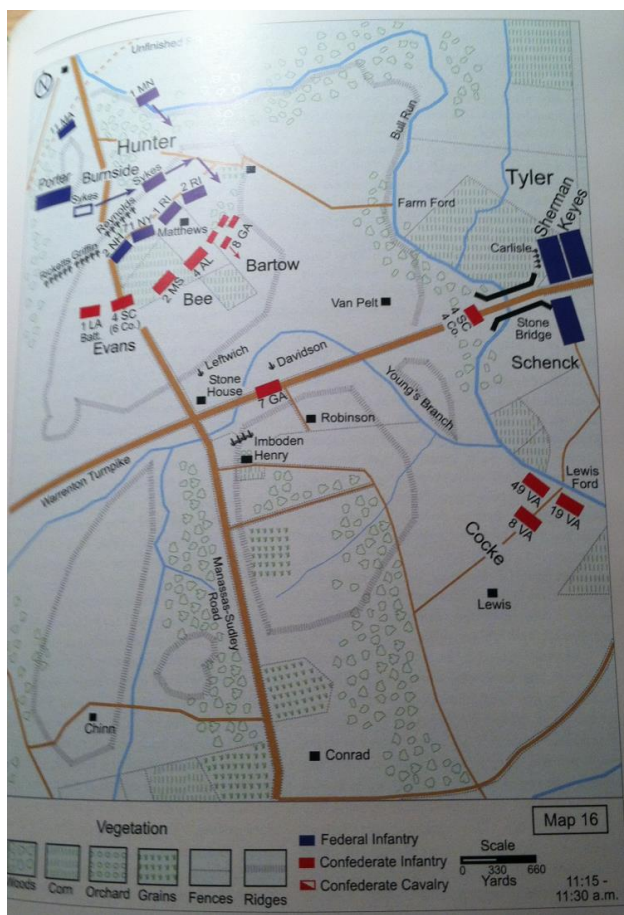 Unfinished
1 MN
11 MA
Hunter
Porter
Burnside
Sykes
Sykes
Reynolds
Ricketts Griffin
2 NH
71 NY
1 RI
2 RI
Matthews
8 GA
4 AL
2 MS
Bee
Bartow
1 LA
Batt.
4 SC
(6 Co.)
Evans
Bull Run
Farm Ford
Tyler
Sherman
Keyes
Carlisle
Van Pelt
4 SC
4 Co.
Stone
Bridge
Schenck
Leftwich
Davidson
Stone
House
7 GA
Robinson
Young's Branch
Imboden
Henry
Warrenton Turnpike
Lewis
Ford
49 VA
8 VA
19 VA
Cocke
Lewis
Manassas-Sudley
Road
Chinn
Conrad
Map 16
Vegetation
Woods
Corn
Orchard
Grains
Fences
Ridges
Federal Infantry
Confederate Infantry
Confederate Cavalry
Scale
0 330 660
Yards
11:15 -
11:30 a.m.